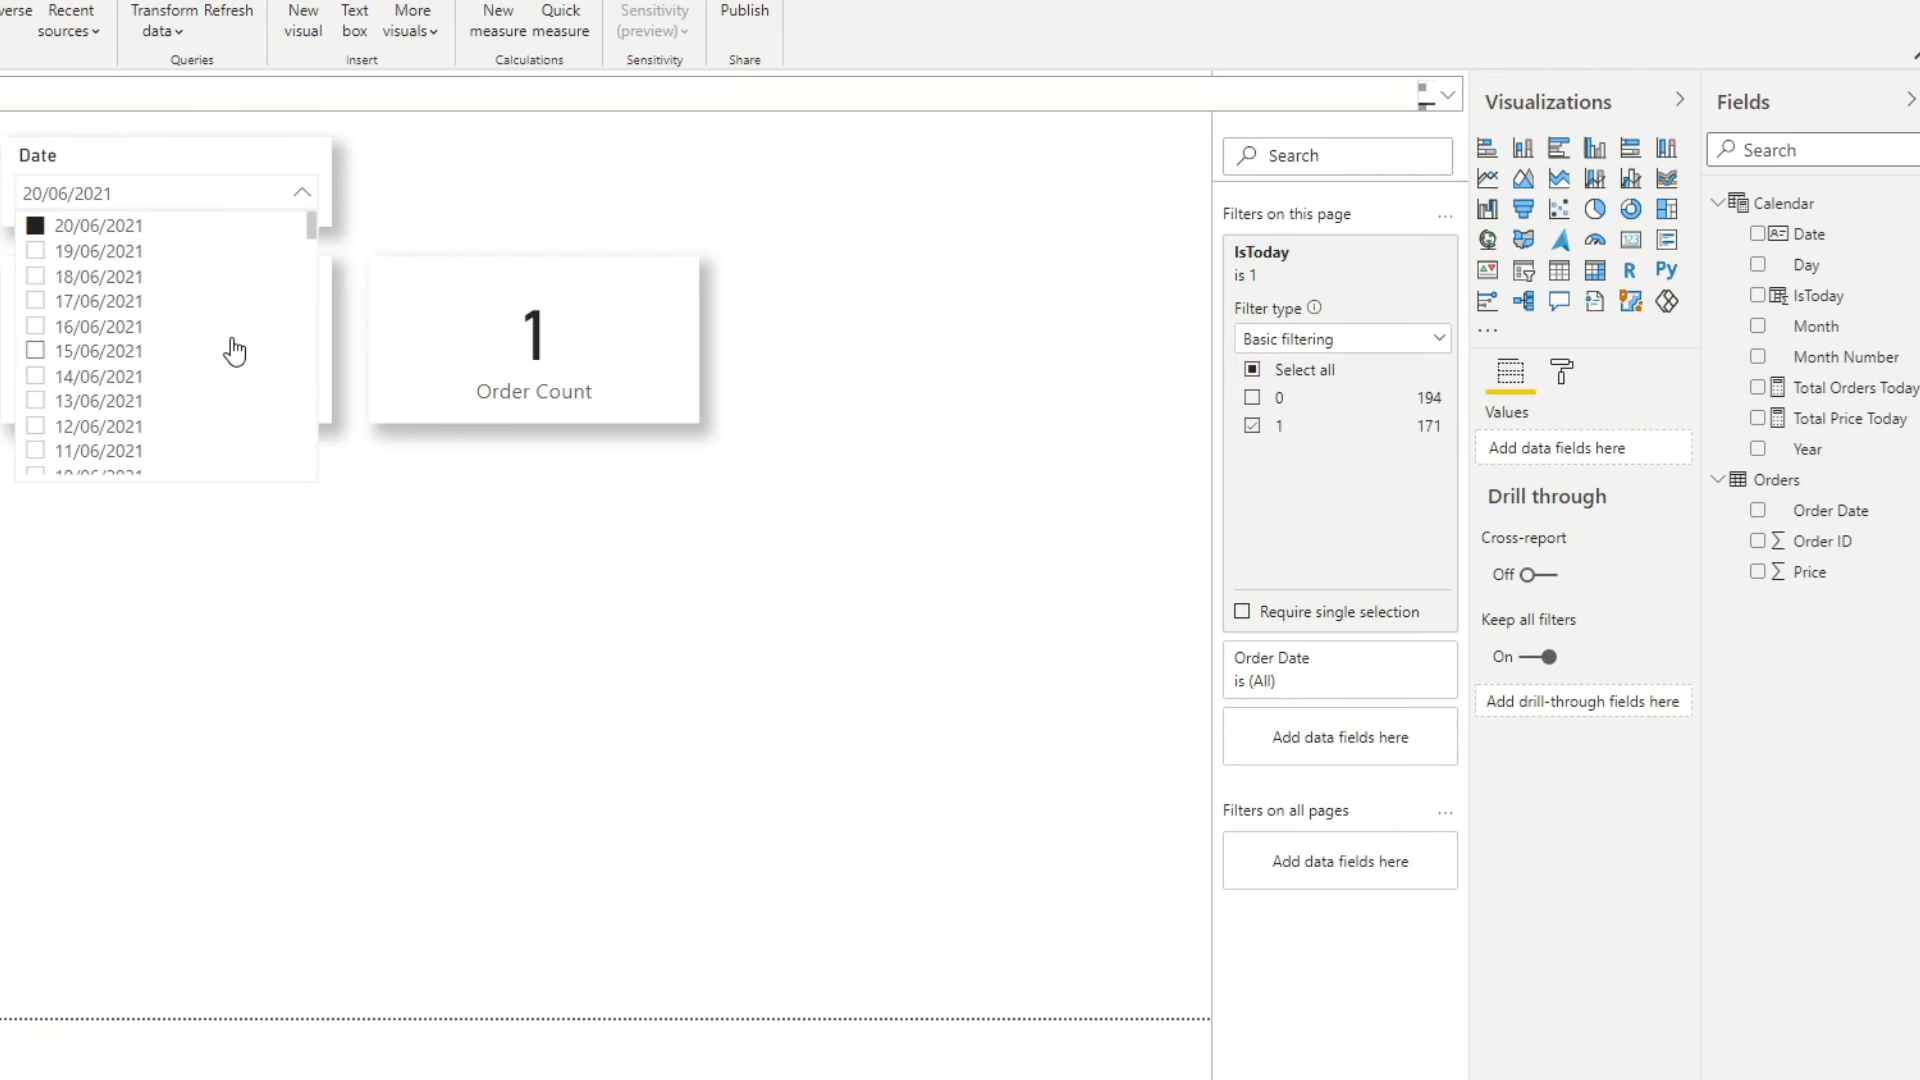 verse
Recent
sources
Transform Refresh
data
Queries
New
visual
Text
box
More
visuals
Insert
New
measure
Quick
measure
Calculations
Sensitivity
(preview)
Sensitivity
Publish
Share
Date
20/06/2021
20/06/2021
19/06/2021
18/06/2021
17/06/2021
16/06/2021
15/06/2021
14/06/2021
13/06/2021
12/06/2021
11/06/2021
10/06/2021
1
Order Count
Search
Filters on this page
...
IsToday
is 1
Filter type
Basic filtering
Select all
0 194
1 171
Require single selection
Order Date
is (All)
Add data fields here
Filters on all pages
...
Add data fields here
Visualizations
123
R
Py
...
Values
Add data fields here
Drill through
Cross-report
Off
Keep all filters
On
Add drill-through fields here
Fields
Search
Calendar
Date
Day
IsToday
Month
Month Number
Total Orders Today
Total Price Today
Year
Orders
Order Date
Order ID
Price